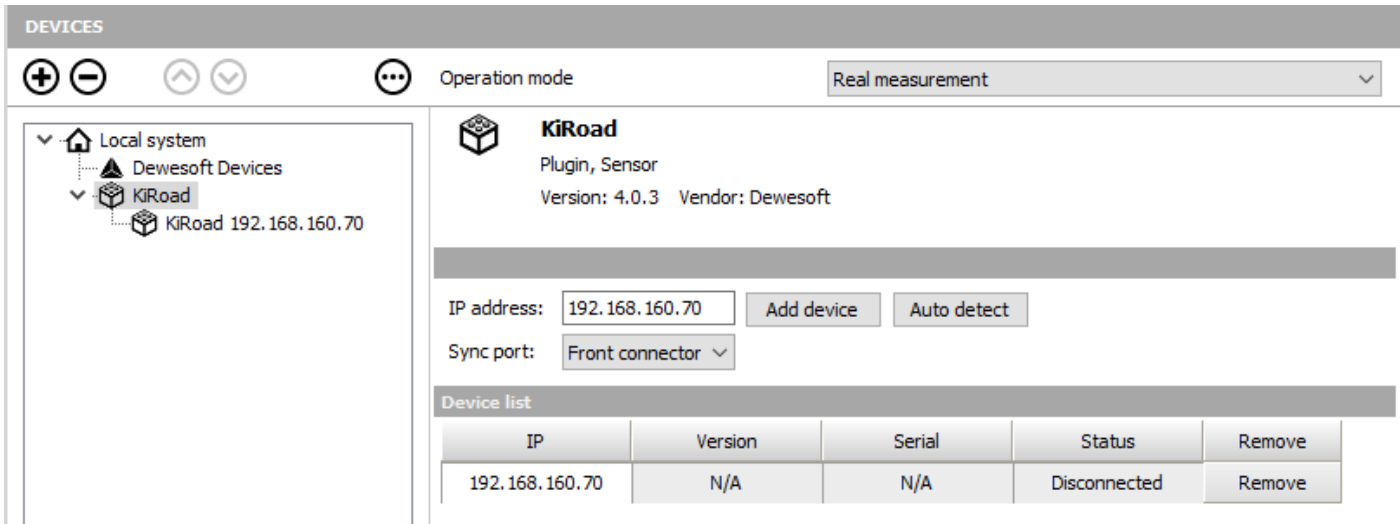 DEVICES
Operation mode
Real measurement
Local system
Dewesoft Devices
KiRoad
KiRoad 192.168.160.70
KiRoad
Plugin, Sensor
Version: 4.0.3 Vendor: Dewesoft
IP address: 192.168.160.70 Add device Auto detect
Sync port: Front connector
Device list
IP Version Serial Status Remove
192.168.160.70 N/A N/A Disconnected Remove